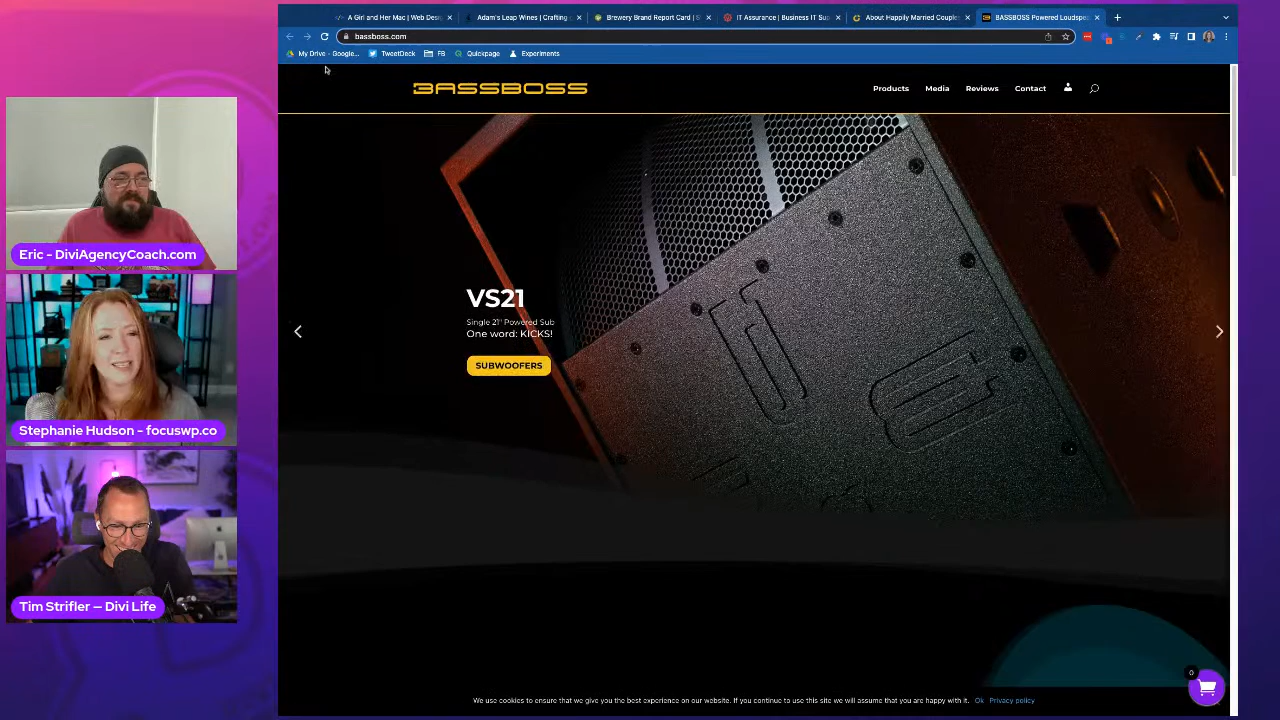 A Girl and Her Mac | Web Desig
Adam's Leap Wines | Crafting
Brewery Brand Report Card | S
IT Assurance | Business IT Sup
About Happily Married Couple
BASSBOSS Powered Loudspea
bassboss.com
My Drive - Google...
TweetDeck
FB
Quickpage
Experiments
BASSBOSS
Products
Media
Reviews
Contact
VS21
Single 21" Powered Sub
One word: KICKS!
SUBWOOFERS
Eric - DiviAgencyCoach.com
Stephanie Hudson - focuswp.co
Tim Strifler — Divi Life
0
We use cookies to ensure that we give you the best experience on our website. If you continue to use this site we will assume that you are happy with it. Ok Privacy policy